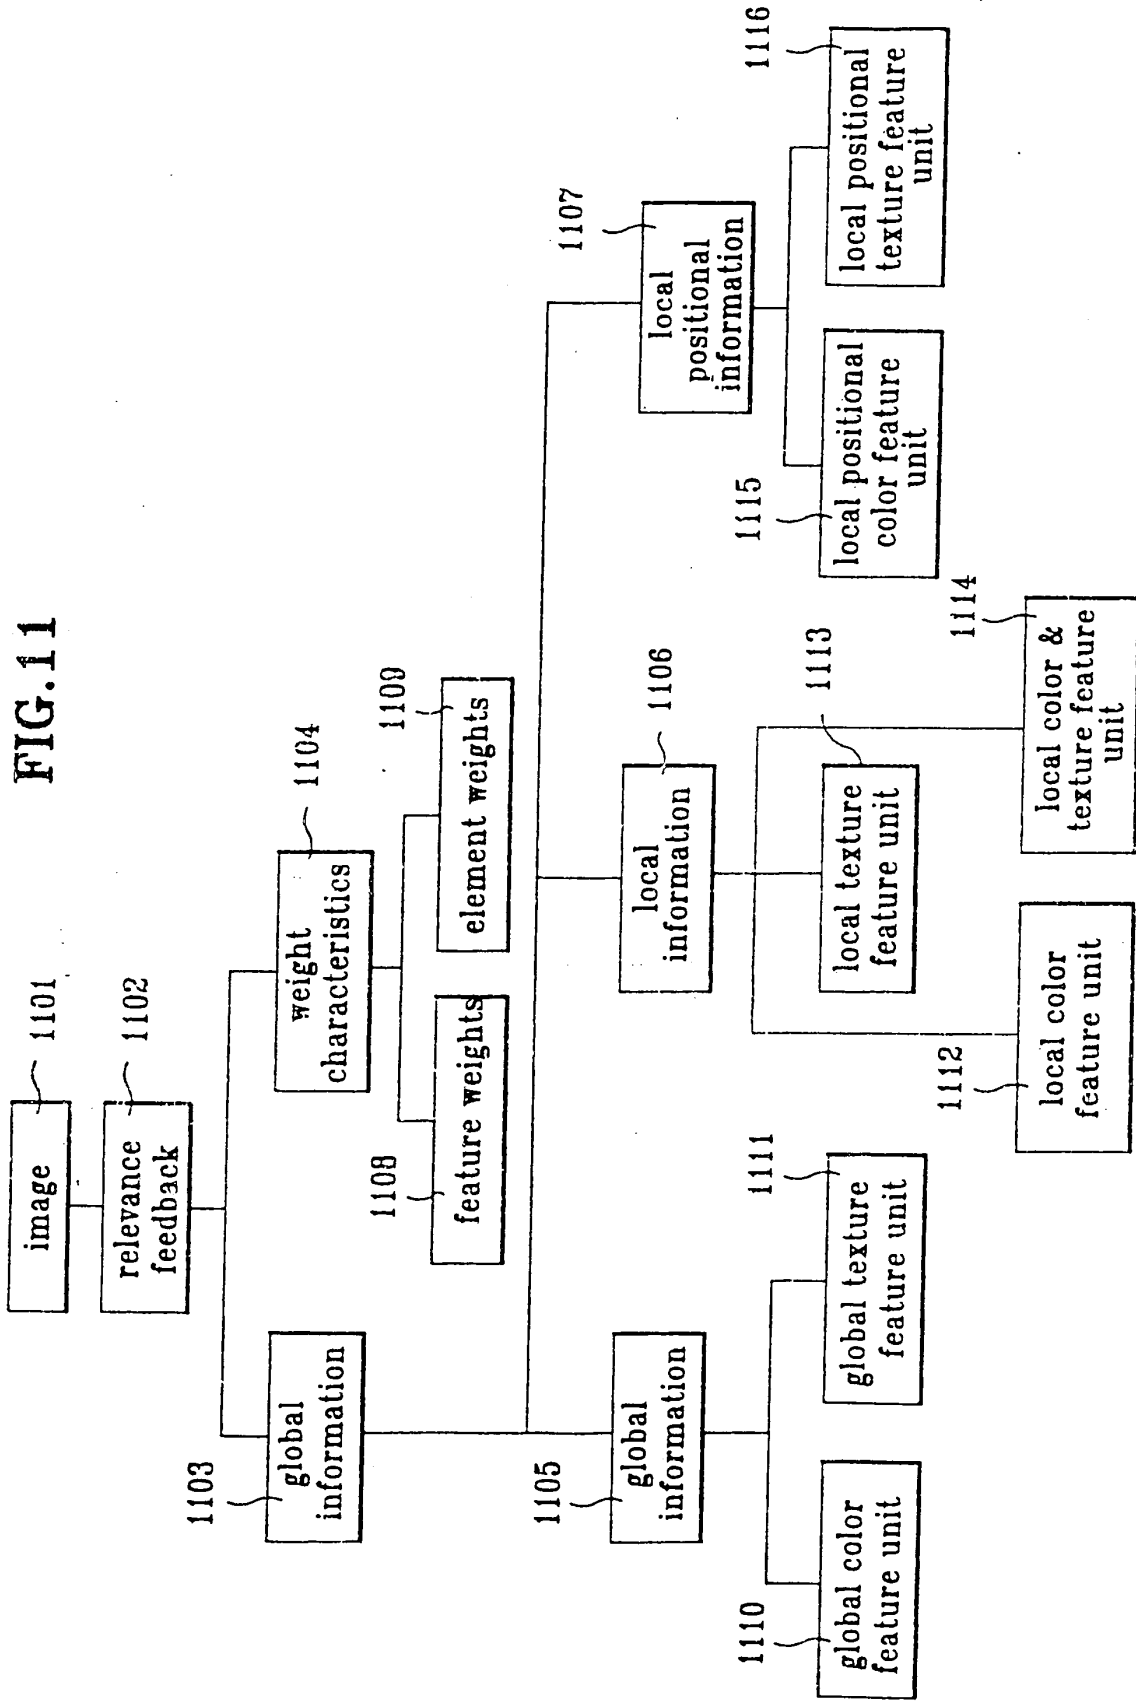 FIG.11
image
1101
relevance
feedback
1102
global
information
1103
weight
characteristics
1104
feature weights
1108
element weights
1109
global
information
1105
local
information
1106
local
positional
information
1107
global color
feature unit
1110
global texture
feature unit
1111
local color
feature unit
1112
local texture
feature unit
1113
local color &
texture feature
unit
1114
local positional
color feature
unit
1115
local positional
texture feature
unit
1116